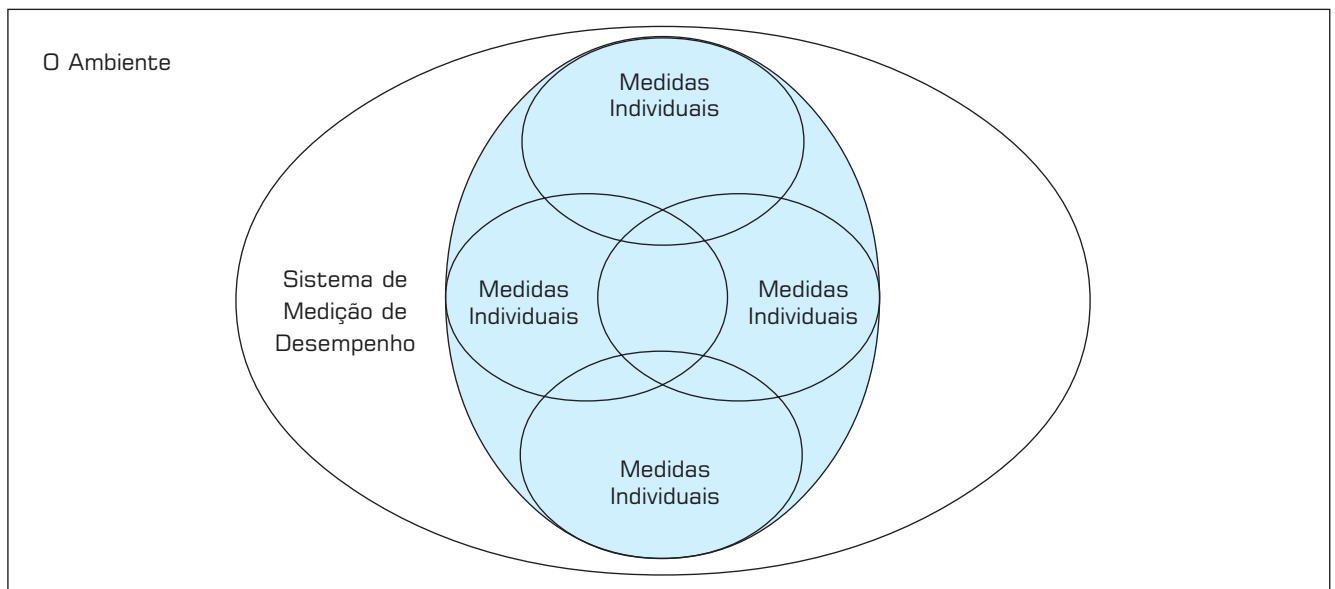 O Ambiente
Medidas
Individuais
Sistema de
Medição de
Desempenho
Medidas
Individuais
Medidas
Individuais
Medidas
Individuais